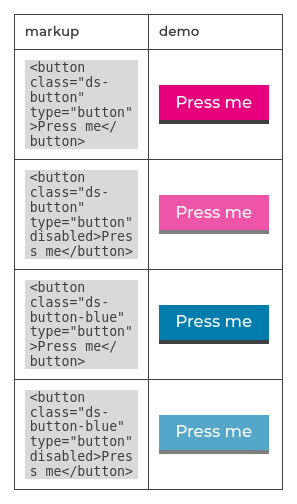 markup
demo
<button
class="ds-
button"
type="button"
>Press me</
button>
Press me
<button
class="ds-
button"
type="button"
disabled>Pres
s me</button>
Press me
<button
class="ds-
button-blue"
type="button"
>Press me</
button>
Press me
<button
class="ds-
button-blue"
type="button"
disabled>Pres
s me</button>
Press me